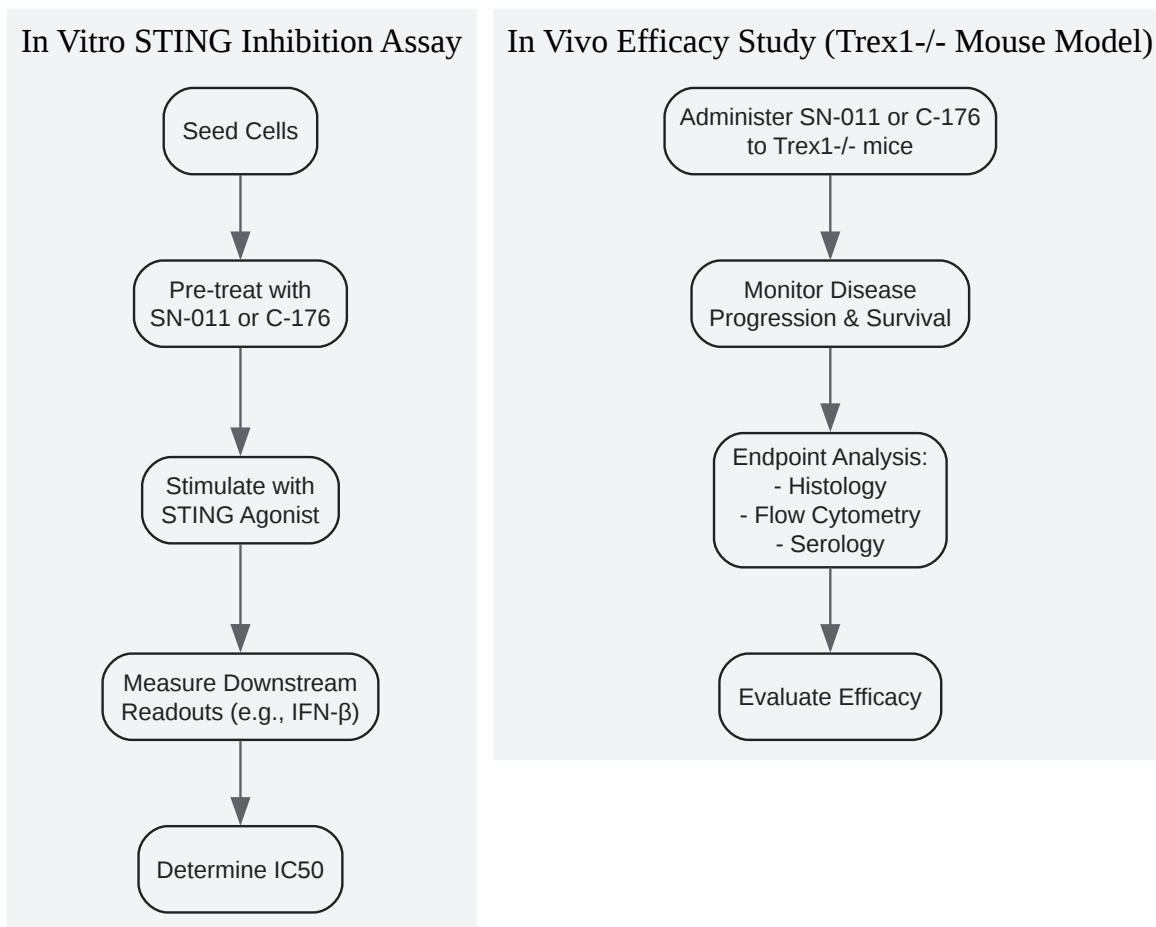 In Vitro STING Inhibition Assay
Seed Cells
Pre-treat with
SN-011 or C-176
Stimulate with
STING Agonist
Measure Downstream
Readouts (e.g., IFN-β)
Determine IC50
In Vivo Efficacy Study (Trex1-/- Mouse Model)
Administer SN-011 or C-176
to Trex1-/- mice
Monitor Disease
Progression & Survival
Endpoint Analysis:
- Histology
- Flow Cytometry
- Serology
Evaluate Efficacy